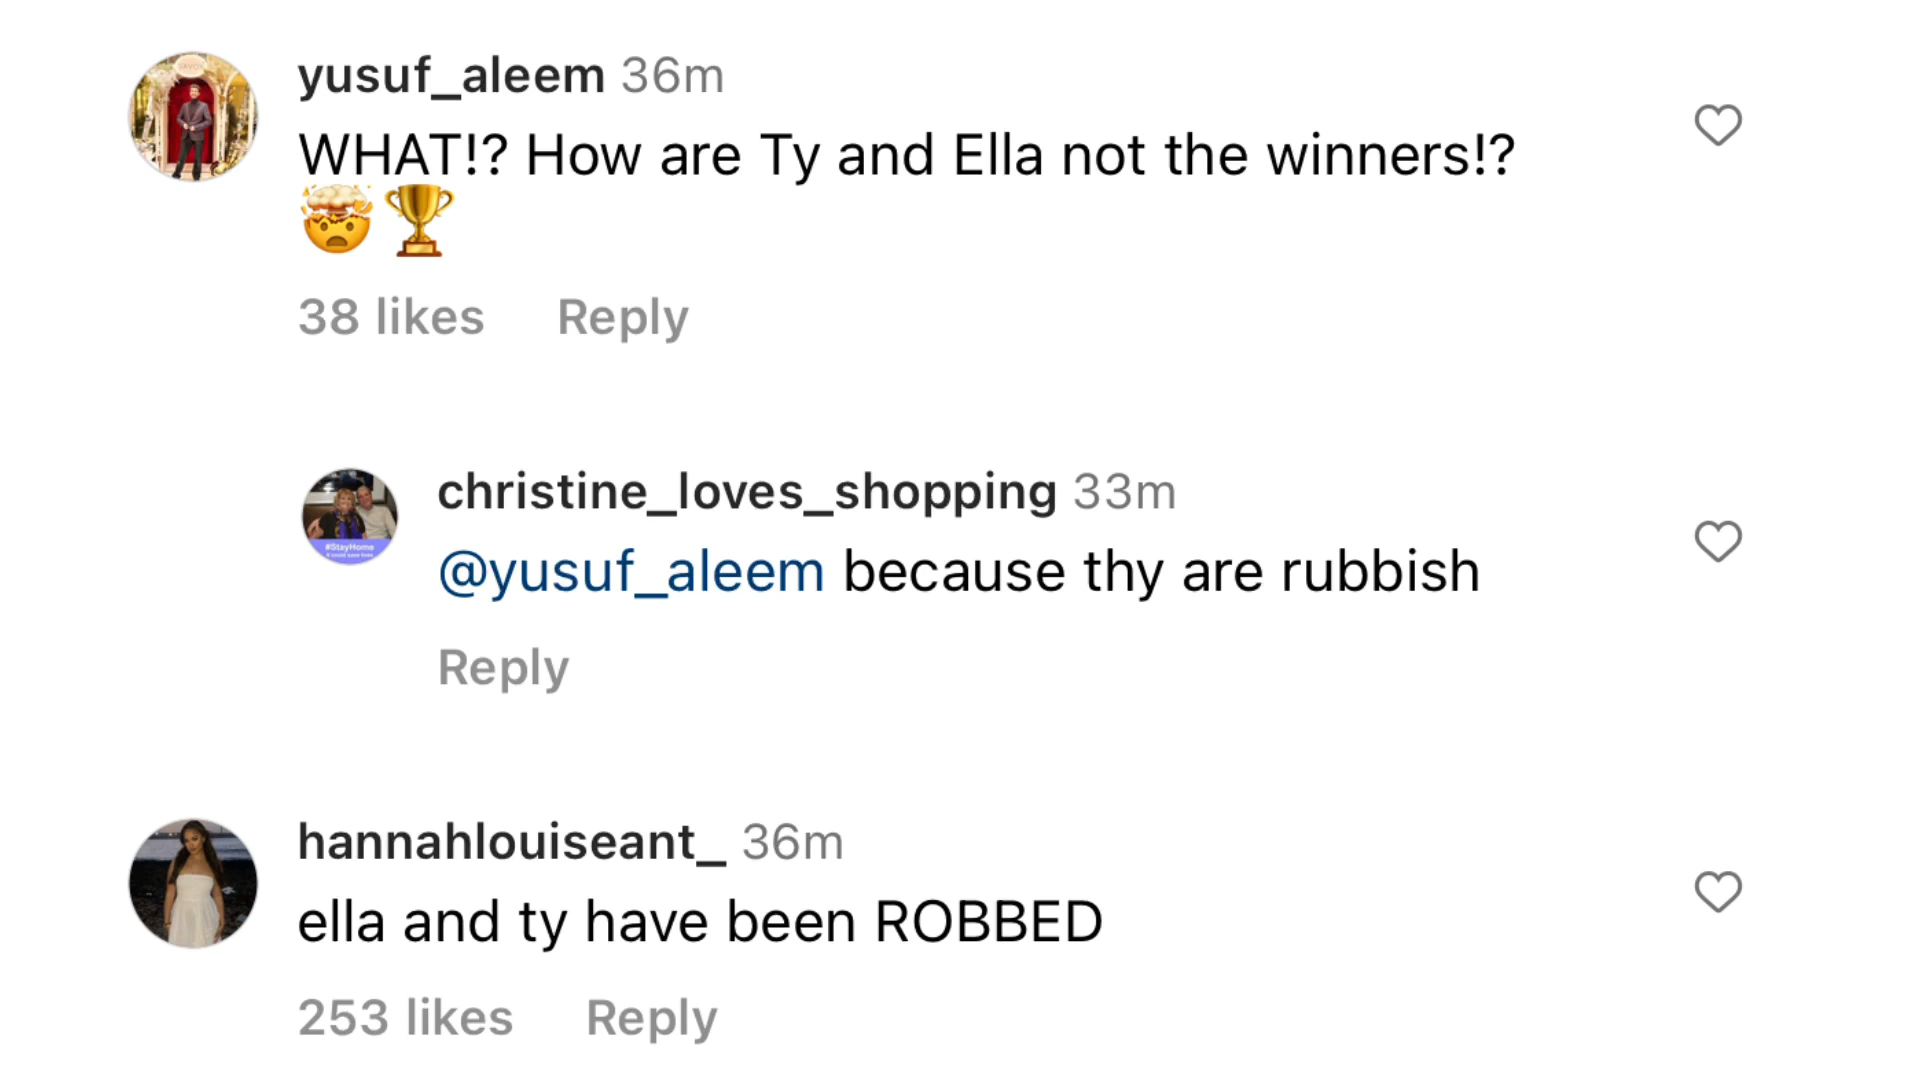 yusuf_aleem 36m
WHAT!? How are Ty and Ella not the winners!?
🤯🏆
38 likes Reply
christine_loves_shopping 33m
#StayHome
@yusuf_aleem because thy are rubbish
Reply
hannahlouiseant_ 36m
ella and ty have been ROBBED
253 likes Reply